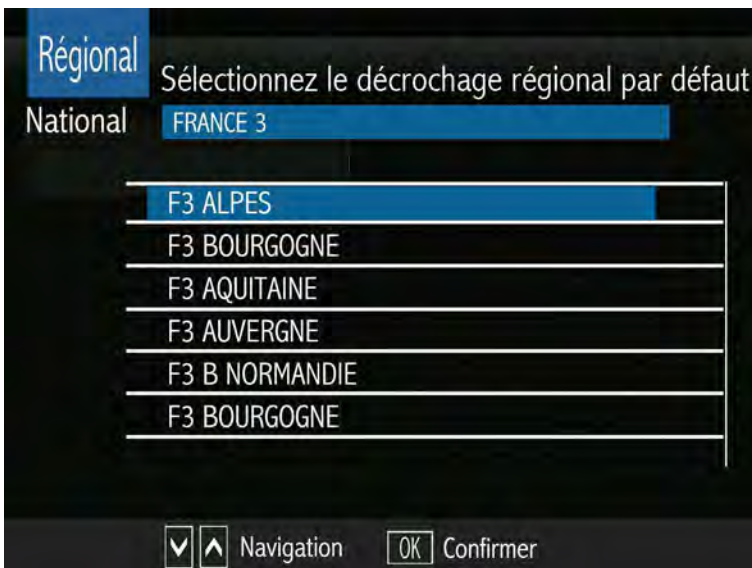 Régional
Sélectionnez le décrochage régional par défaut
National FRANCE 3
F3 ALPES
F3 BOURGOGNE
F3 AQUITAINE
F3 AUVERGNE
F3 B NORMANDIE
F3 BOURGOGNE
Navigation OK Confirmer